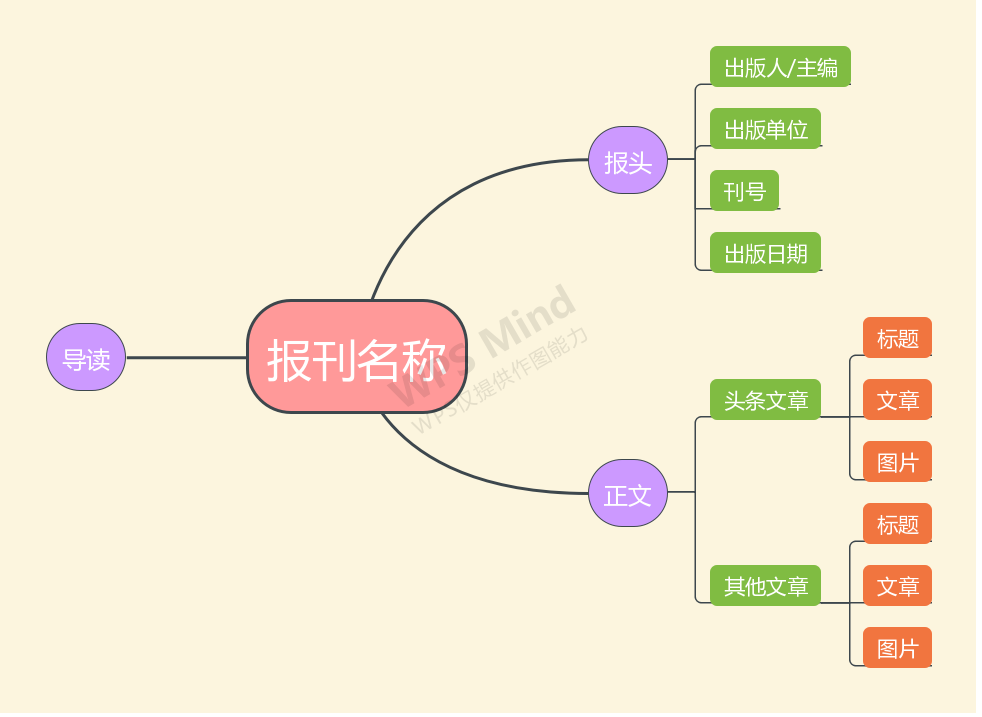 出版人/主编
出版单位
报头
刊号
出版日期
标题
导读
报刊名称
头条文章
文章
图片
正文
标题
其他文章
文章
图片
WPS Mind
WPS仅提供作图能力